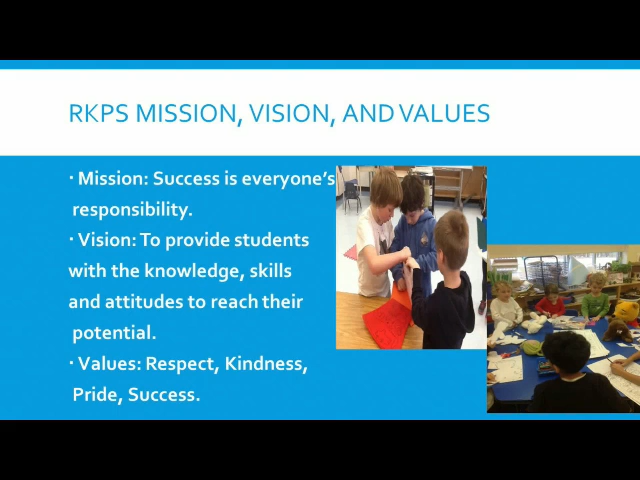 RKPS MISSION, VISION, AND VALUES
· Mission: Success is everyone's
responsibility.
· Vision: To provide students
with the knowledge, skills
and attitudes to reach their
potential.
· Values: Respect, Kindness,
Pride, Success.